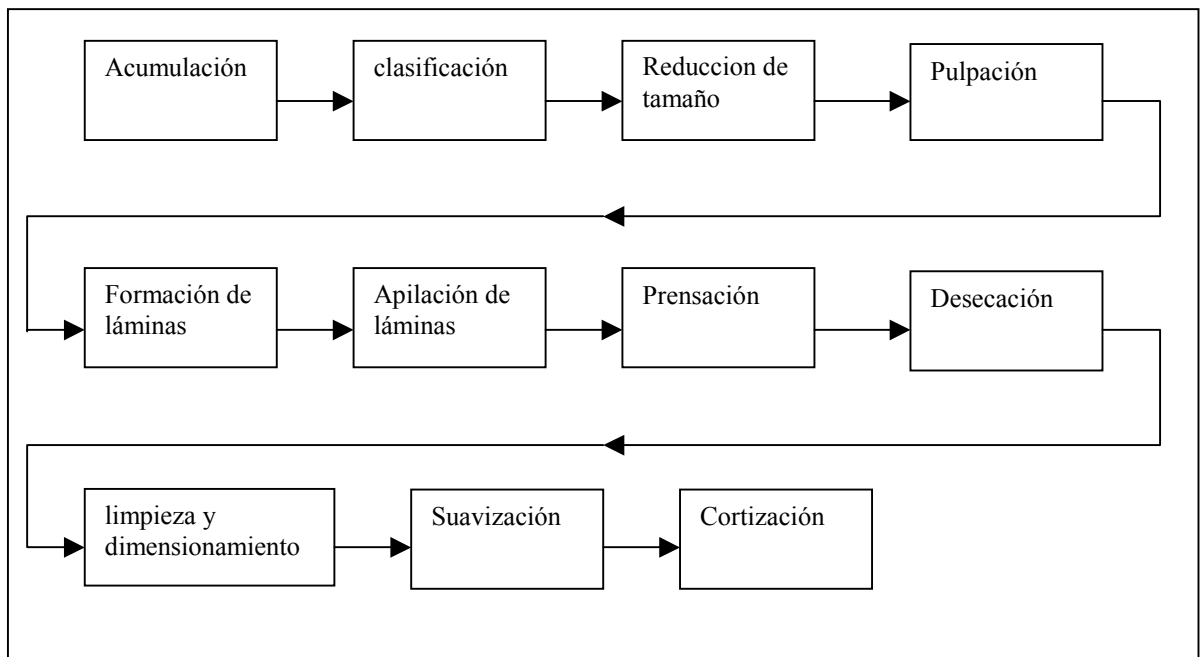 Acumulación
clasificación
Reduccion de
tamaño
Pulpación
Formación de
láminas
Apilación de
láminas
Prensación
Desecación
limpieza y
dimensionamiento
Suavización
Cortización